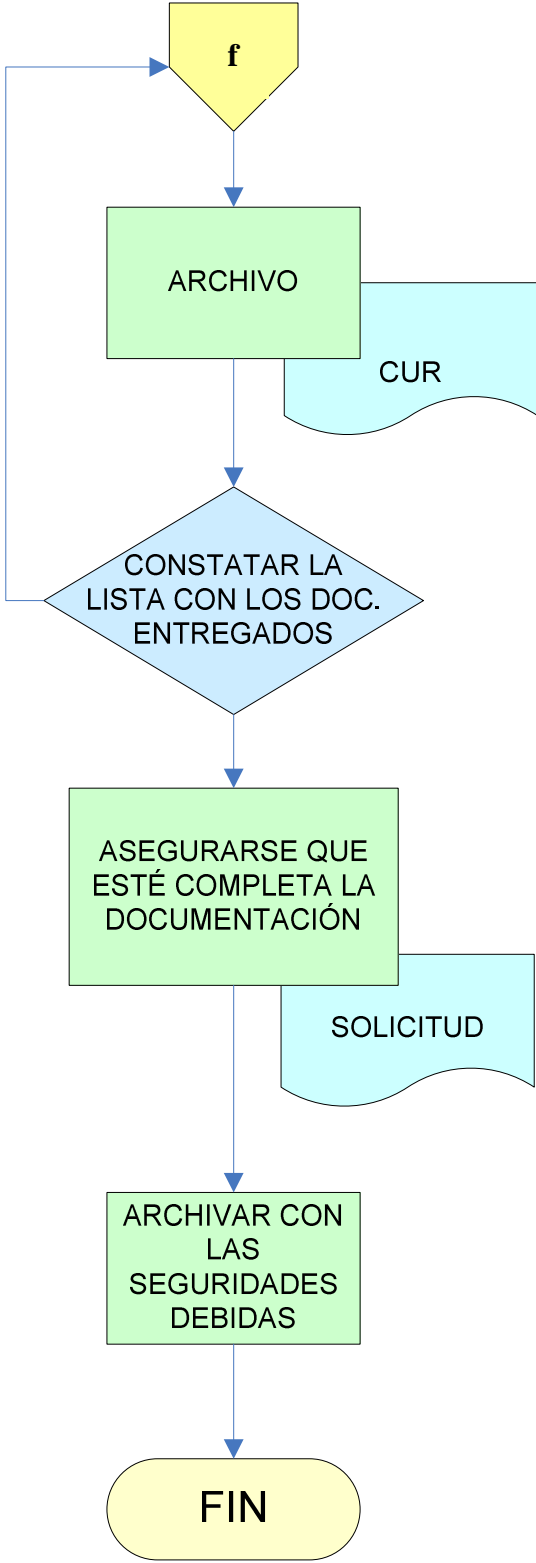 f
ARCHIVO
CUR
CONSTATAR LA
LISTA CON LOS DOC.
ENTREGADOS
ASEGURARSE QUE
ESTÉ COMPLETA LA
DOCUMENTACIÓN
SOLICITUD
ARCHIVAR CON
LAS
SEGURIDADES
DEBIDAS
FIN